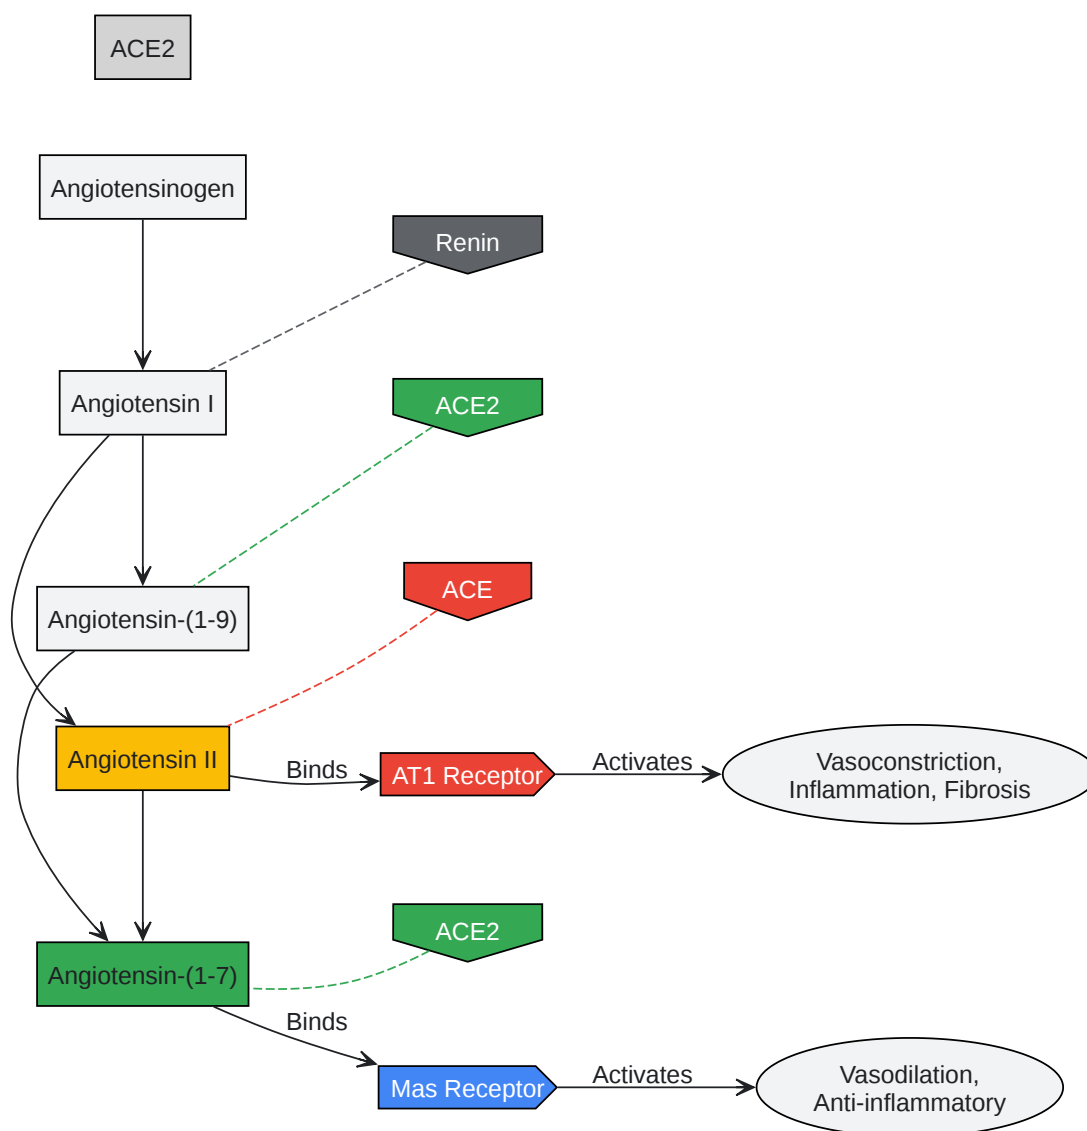 ACE2
Angiotensinogen
Renin
Angiotensin I
ACE2
ACE
Angiotensin-(1-9)
Angiotensin II
Binds
AT1 Receptor
Activates
Vasoconstriction,
Inflammation, Fibrosis
ACE2
Angiotensin-(1-7)
Binds
Mas Receptor
Activates
Vasodilation,
Anti-inflammatory